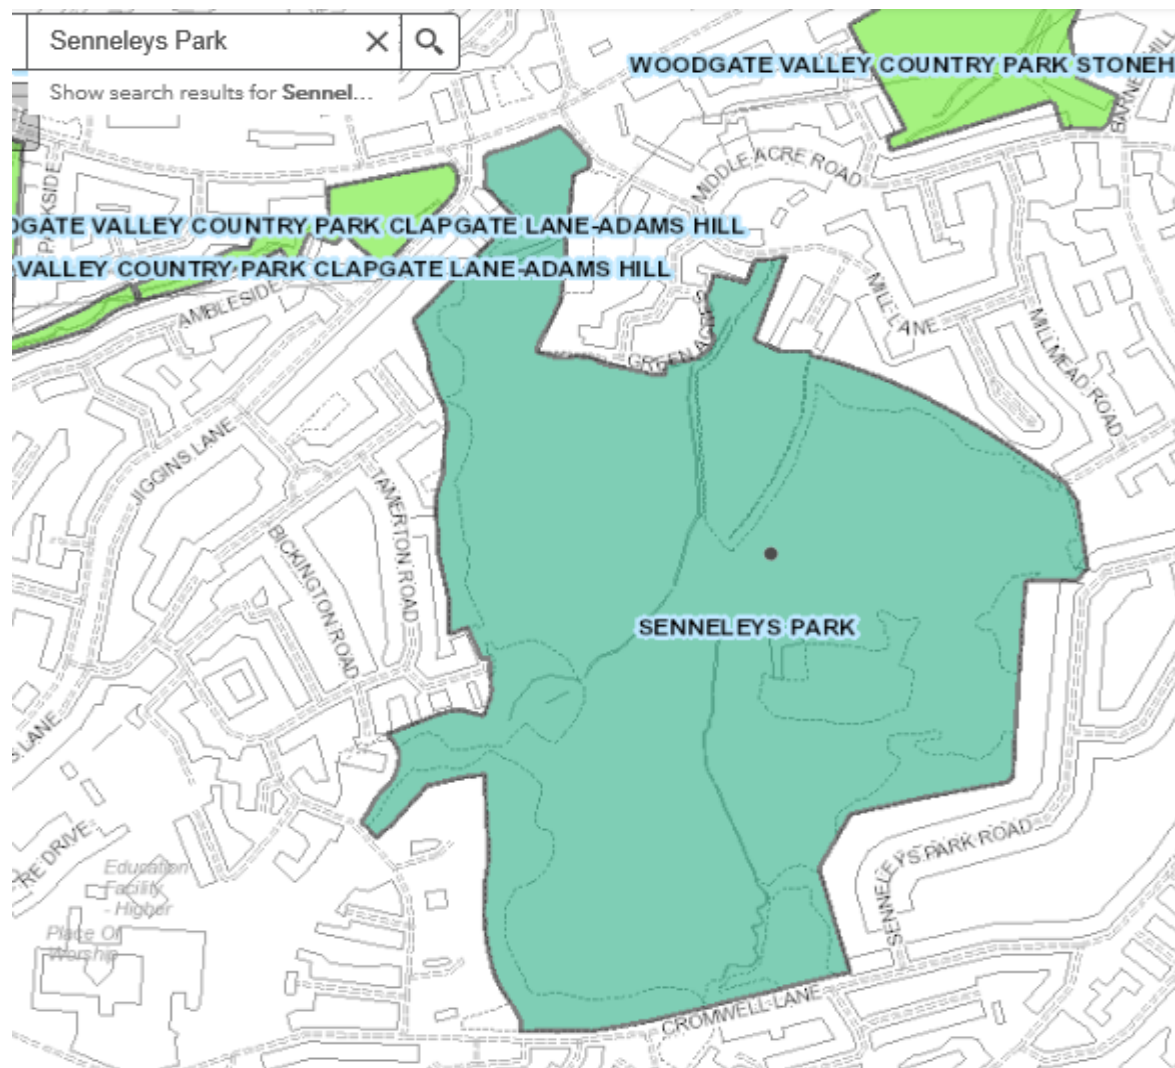 Senneleys Park
Show search results for Sennel...
WOODGATE VALLEY COUNTRY PARK STONEH
BARNE HILL
MIDDLE ACRE ROAD
PARKSIDE
DGATE VALLEY COUNTRY PARK CLAPGATE LANE-ADAMS HILL
VALLEY COUNTRY PARK CLAPGATE LANE-ADAMS HILL
AMBLESIDE
MILL LANE
MILLMEAD ROAD
GREEN ACRES
JIGGINS LANE
TAMERTON ROAD
BICKINGTON ROAD
SENNELEYS PARK
S LANE
SENNELEYS PARK ROAD
RE DRIVE
Education
Facility
- Higher
Place Of
Worship
CROMWELL LANE